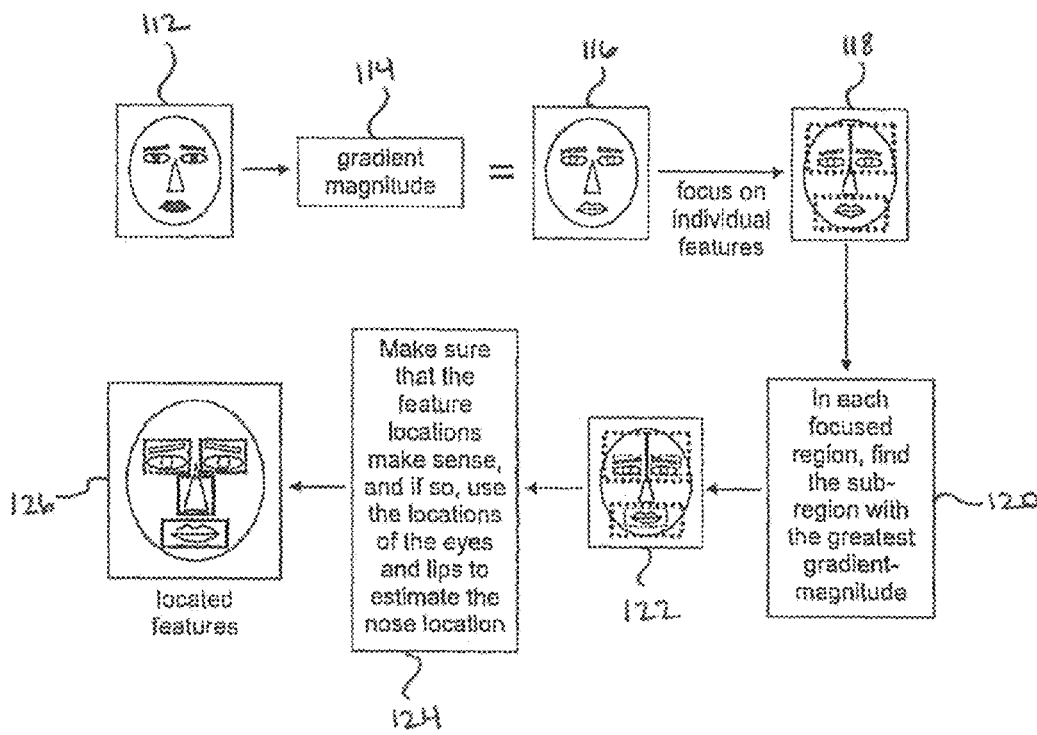 112
114
116
118
gradient
magnitude
=
focus on
individual
features
In each
focused
region, find
the sub-
region with
the greatest
gradient-
magnitude
120
122
Make sure
that the
feature
locations
make sense,
and if so, use
the locations
of the eyes
and lips to
estimate the
nose location
124
126
located
features